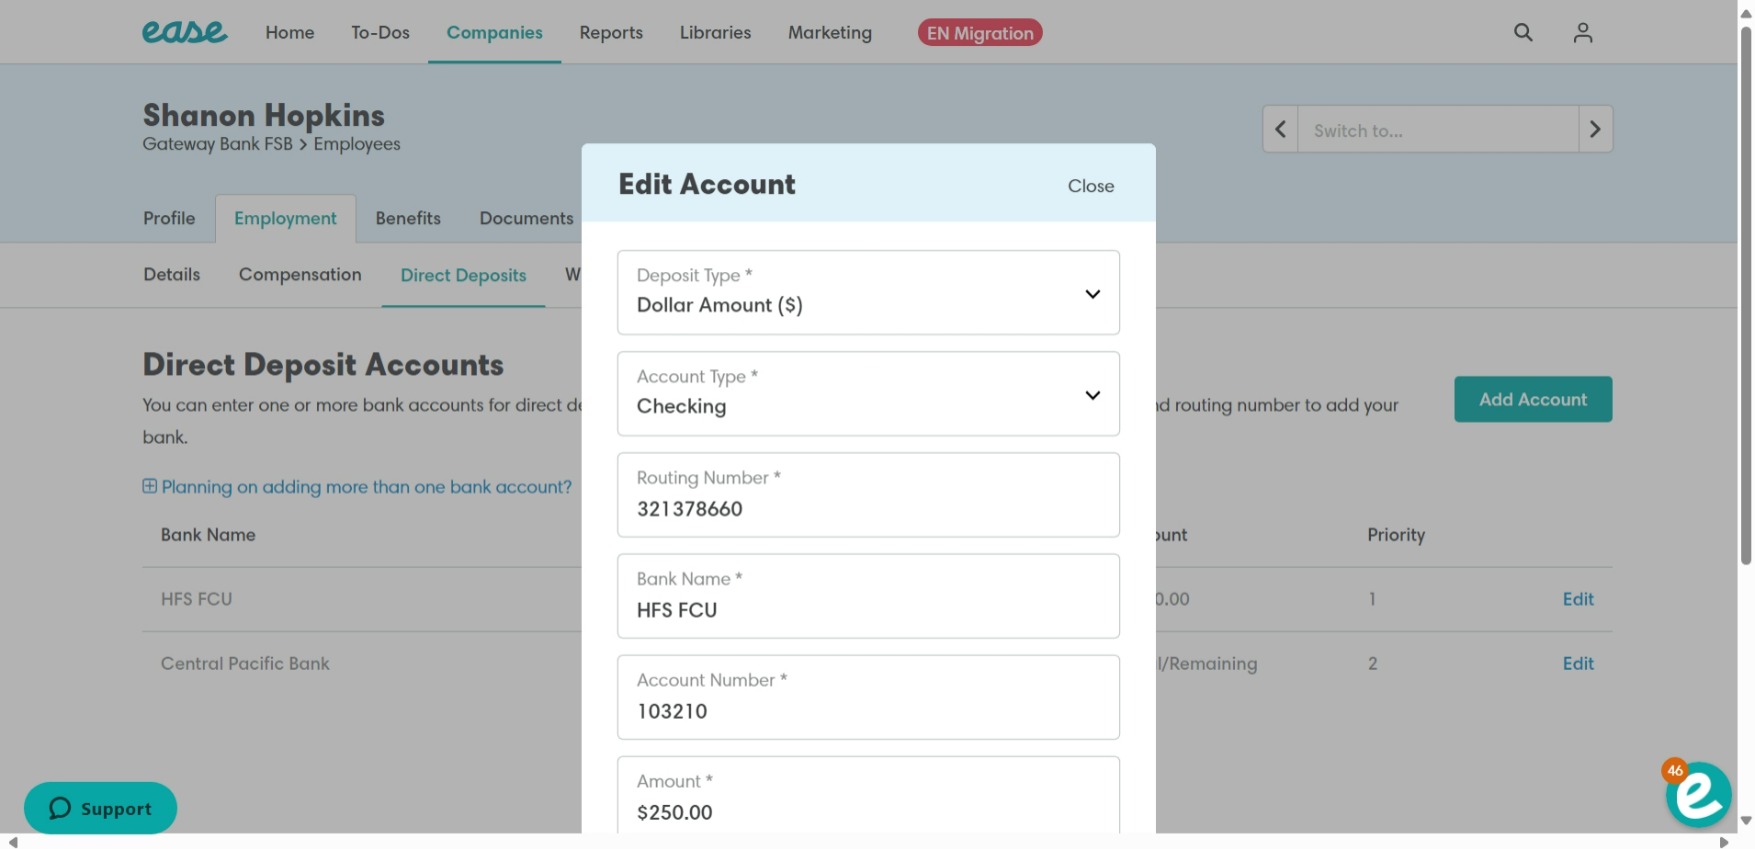 ease Home To-Dos Companies Reports Libraries Marketing EN Migration
Shanon Hopkins
Gateway Bank FSB > Employees
Switch to...
Profile Employment Benefits Documents
Details Compensation Direct Deposits W
Direct Deposit Accounts
You can enter one or more bank accounts for direct de
nd routing number to add your
bank.
Add Account
Planning on adding more than one bank account?
Bank Name
ount Priority
HFS FCU
0.00 1 Edit
Central Pacific Bank
l/Remaining 2 Edit
Edit Account
Close
Deposit Type *
Dollar Amount ($)
Account Type *
Checking
Routing Number *
321378660
Bank Name *
HFS FCU
Account Number *
103210
Amount *
$250.00
Support
46
e